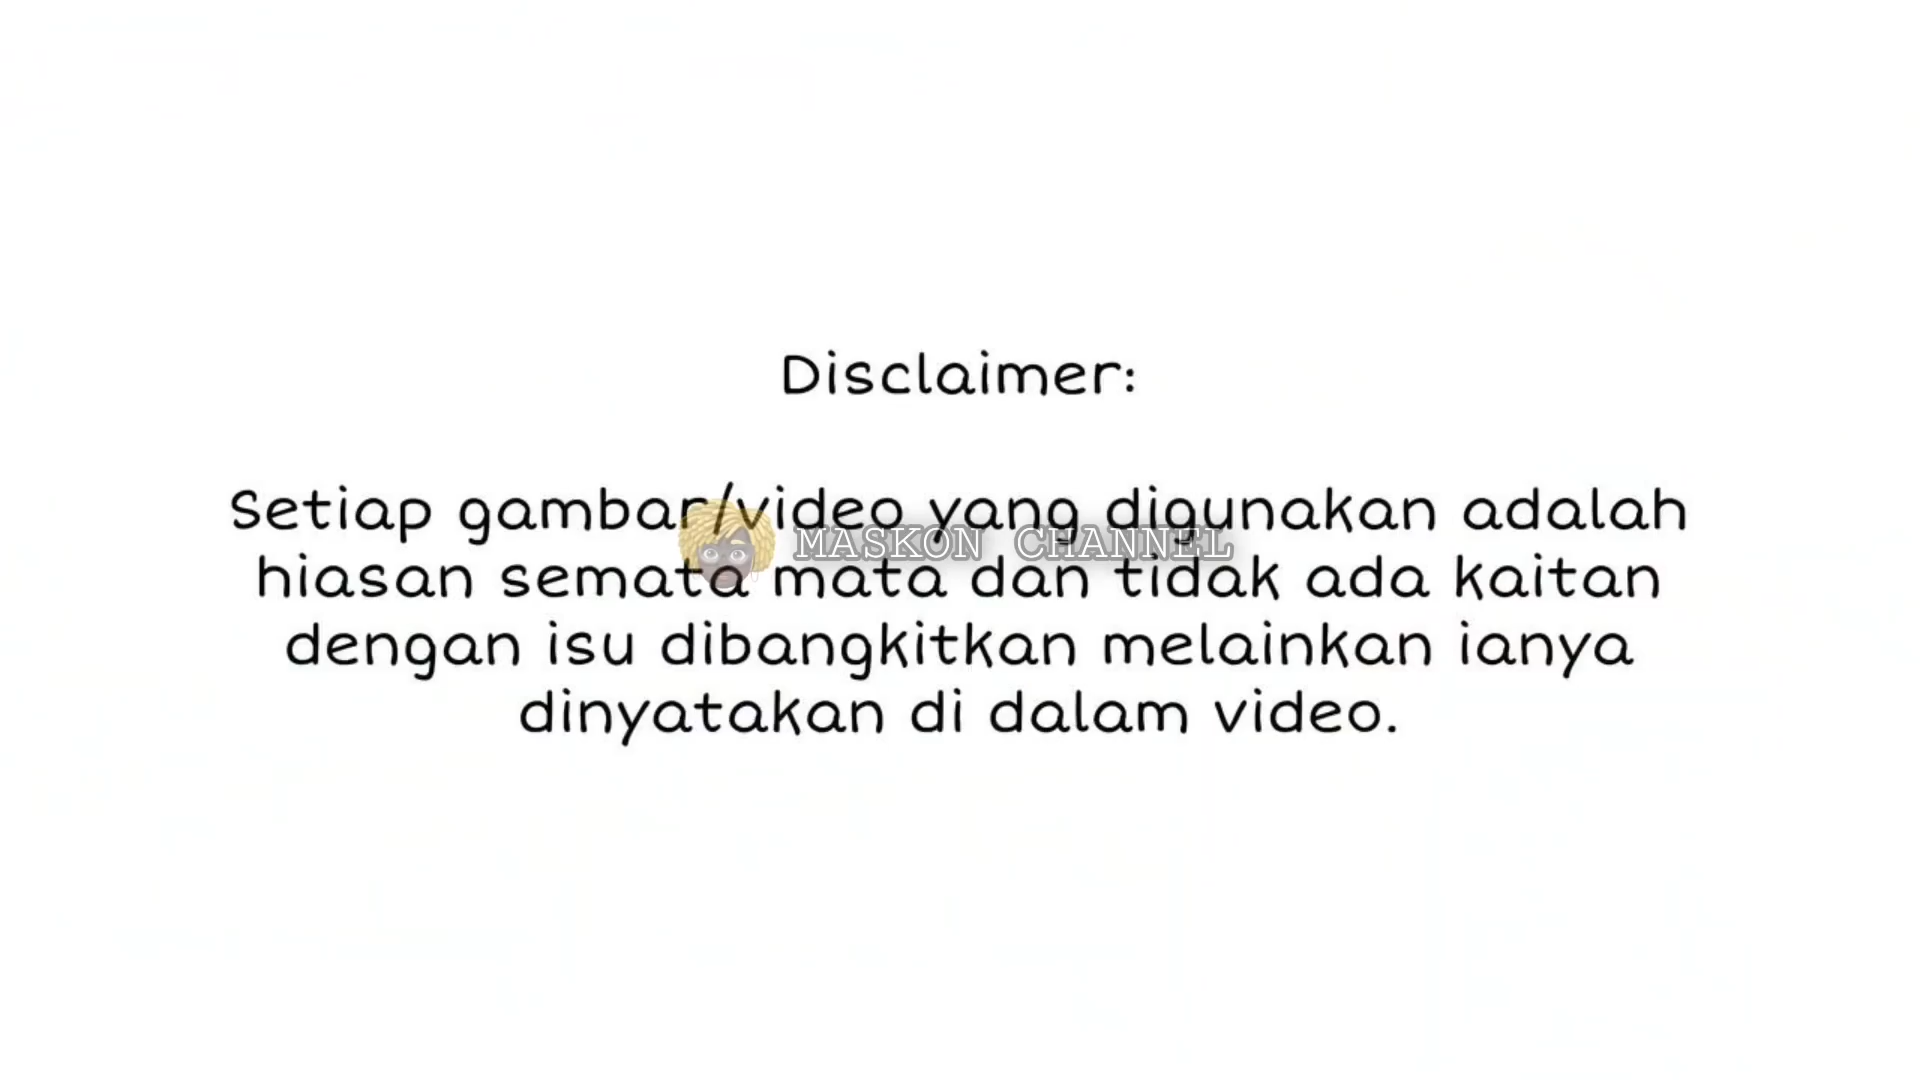 Disclaimer:
Setiap gambar/video yang digunakan adalah
MASKON CHANNEL
hiasan semata mata dan tidak ada kaitan
dengan isu dibangkitkan melainkan ianya
dinyatakan di dalam video.